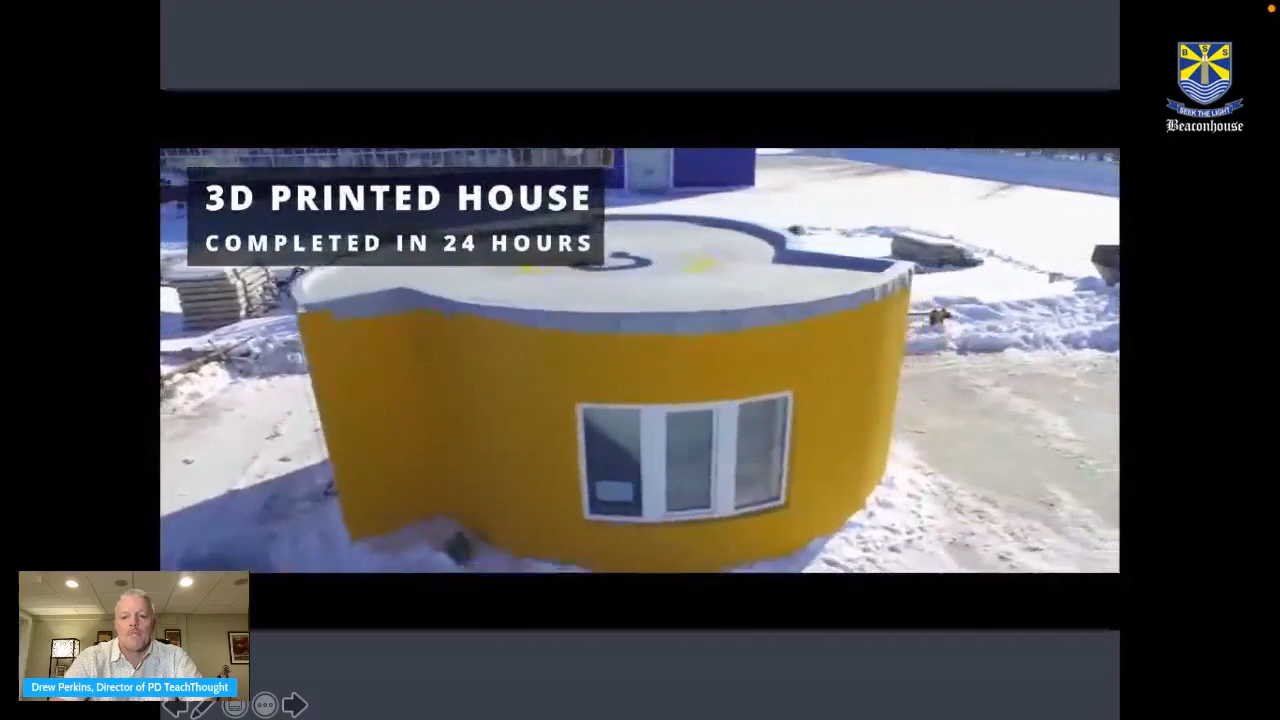 3D PRINTED HOUSE
COMPLETED IN 24 HOURS
B S S
SEEK THE LIGHT
Beaconhouse
Drew Perkins, Director of PD TeachThought